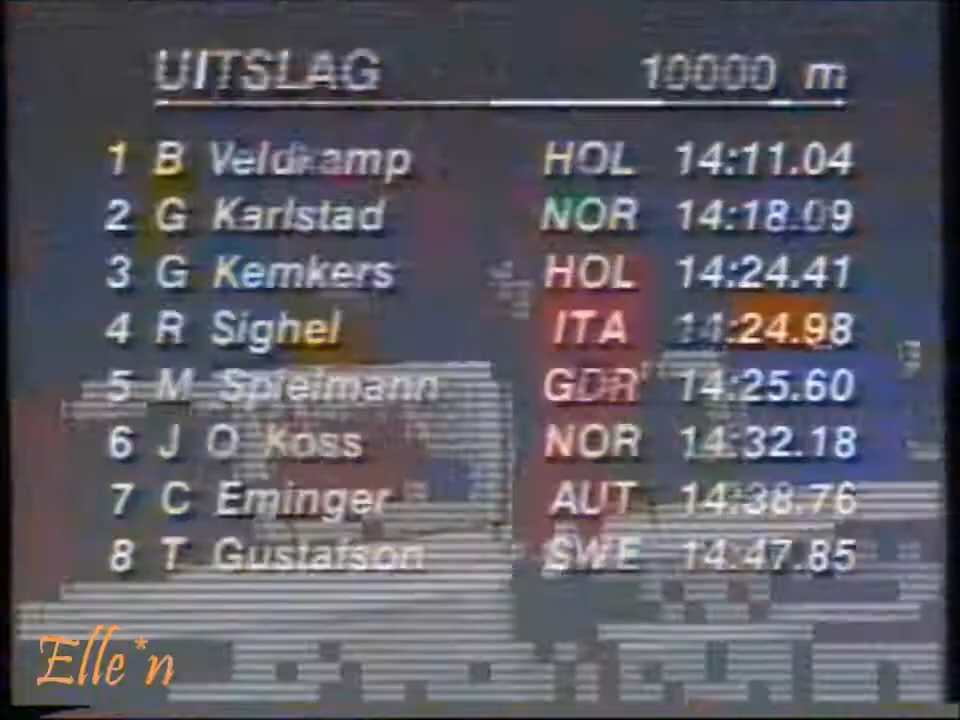 UITSLAG 10000 m
1 B Veldkamp HOL 14:11.04
2 G Karlstad NOR 14:18.09
3 G Kemkers HOL 14:24.41
4 R Sighel ITA 14:24.98
5 M Spielmann GDR 14:25.60
6 J O Koss NOR 14:32.18
7 C Eminger AUT 14:38.76
8 T Gustafson SWE 14:47.85
Elle*n